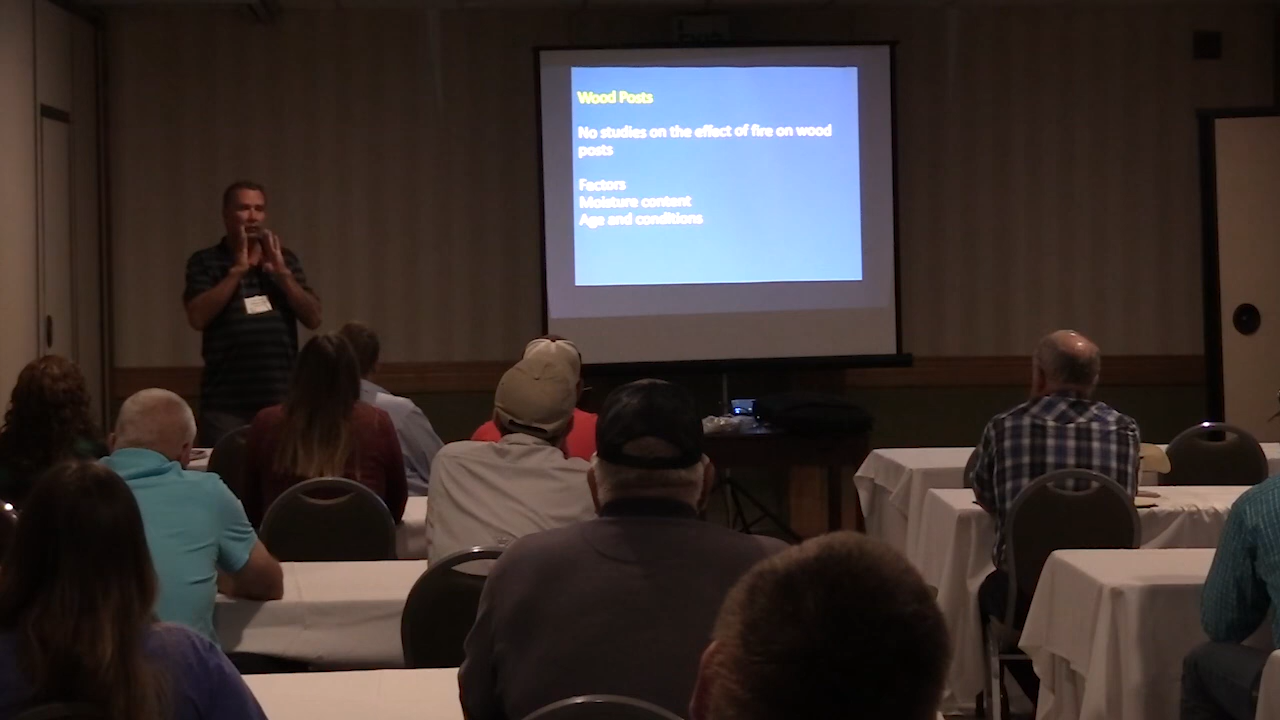 Wood Posts
No studies on the effect of fire on wood
posts
Factors
Moisture content
Age and conditions